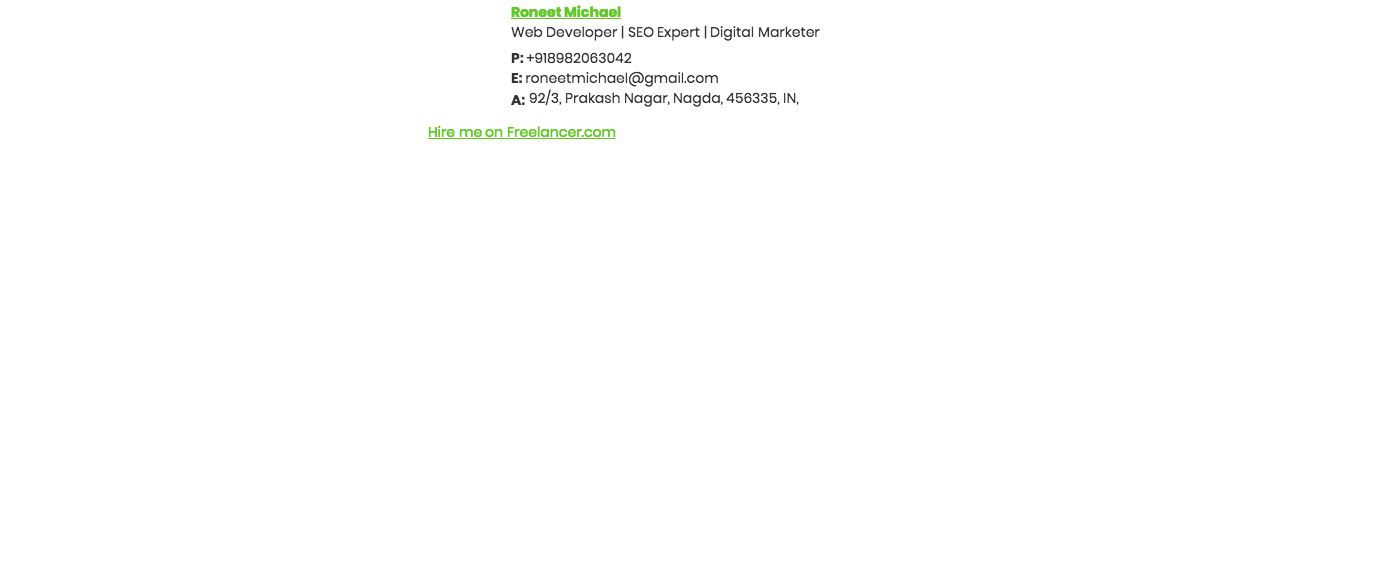 Roneet Michael
Web Developer | SEO Expert | Digital Marketer
P: +918982063042
E: roneetmichael@gmail.com
A: 92/3, Prakash Nagar, Nagda, 456335, IN,
Hire me on Freelancer.com